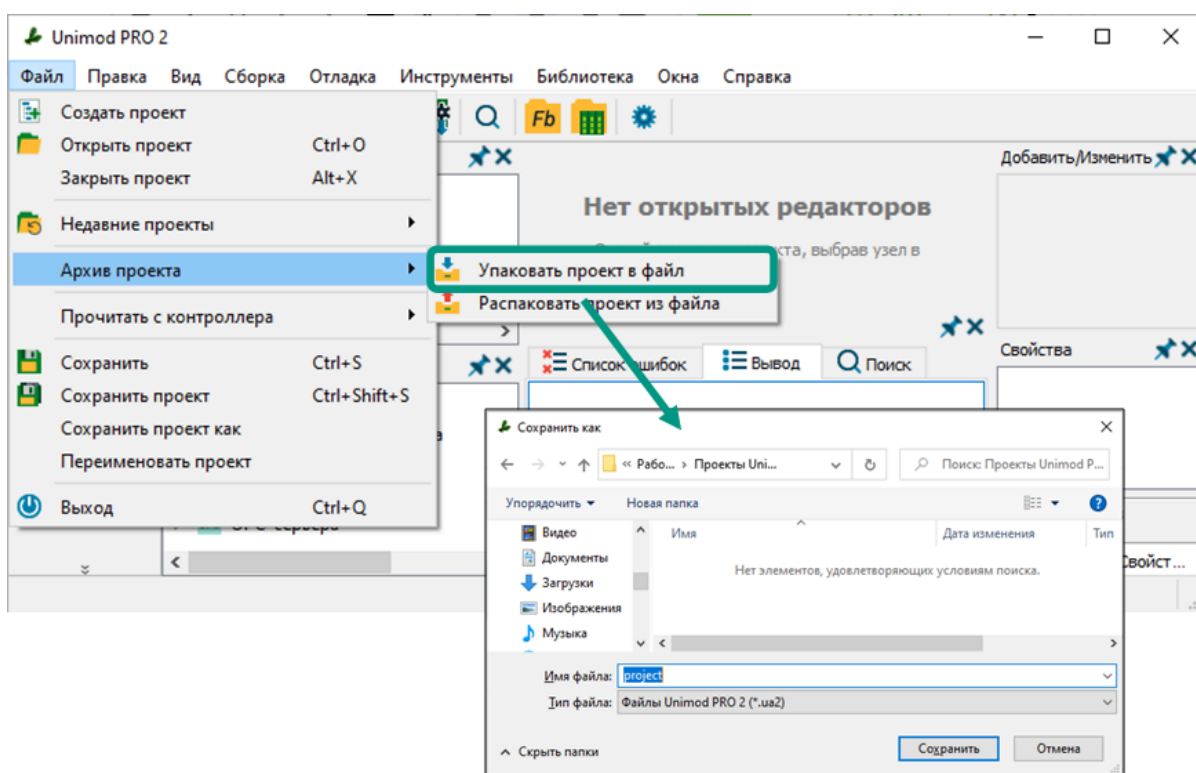 Unimod PRO 2
Файл Правка Вид Сборка Отладка Инструменты Библиотека Окна Справка
Создать проект
Открыть проект Ctrl+O
Закрыть проект Alt+X
Недавние проекты
Архив проекта
Прочитать с контроллера
Сохранить Ctrl+S
Сохранить проект Ctrl+Shift+S
Сохранить проект как
Переименовать проект
Выход Ctrl+Q
Упаковать проект в файл
Распаковать проект из файла
Fb
Нет открытых редакторов
выбрав узел в
Добавить/Изменить
Свойства
Список ошибок Вывод Поиск
Свойст...
Сохранить как
« Рабо... › Проекты Uni...
Поиск: Проекты Unimod P...
Упорядочить Новая папка
Имя Дата изменения Тип
Видео
Документы
Загрузки
Изображения
Музыка
Нет элементов, удовлетворяющих условиям поиска.
Имя файла: project
Тип файла: Файлы Unimod PRO 2 (*.ua2)
Скрыть папки
Сохранить Отмена